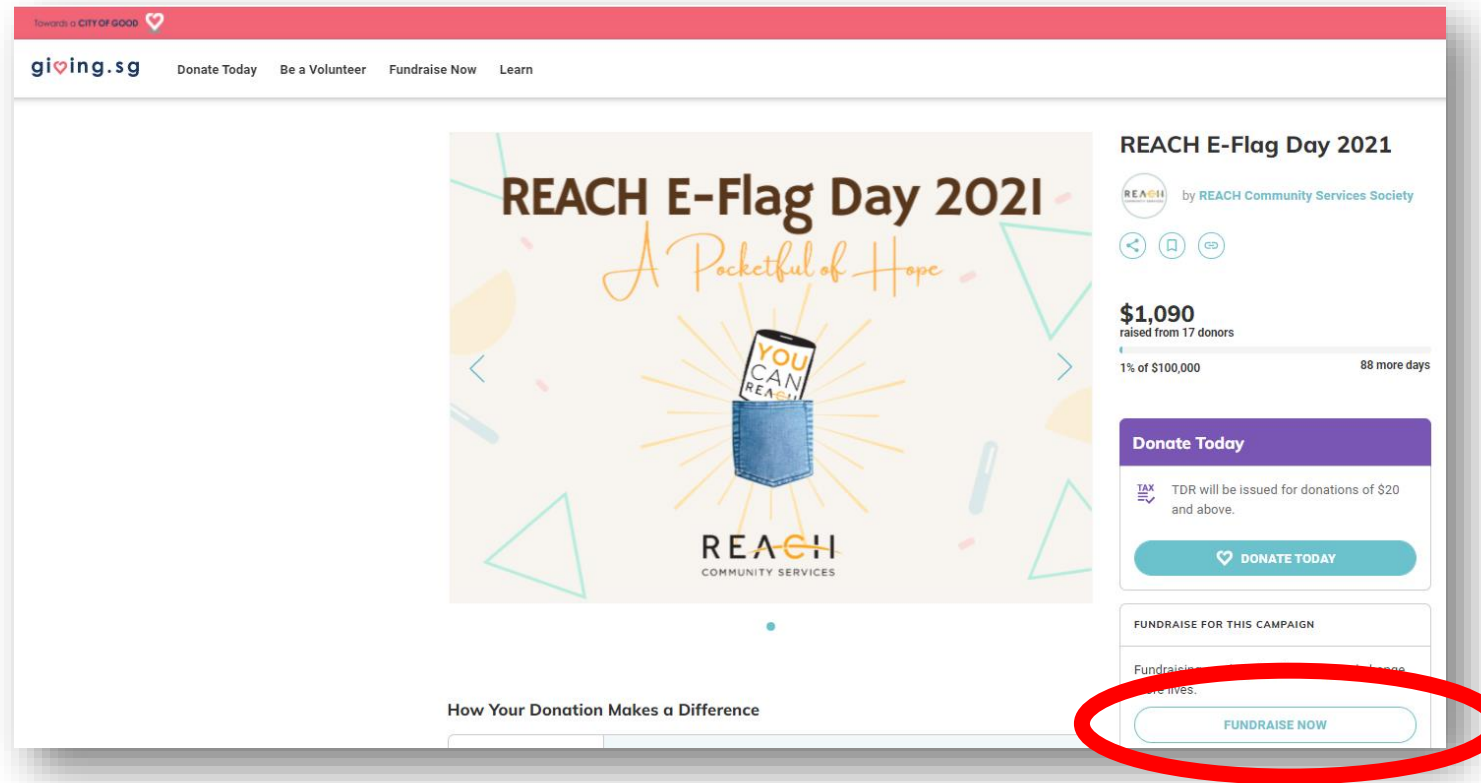 Towards a CITY OF GOOD
giving.sg Donate Today Be a Volunteer Fundraise Now Learn
REACH E-Flag Day 2021
A Pocketful of Hope
YOU
CAN
REACH
REACH
COMMUNITY SERVICES
REACH E-Flag Day 2021
REACH
by REACH Community Services Society
$1,090
raised from 17 donors
1% of $100,000 88 more days
Donate Today
TAX
TDR will be issued for donations of $20
and above.
DONATE TODAY
FUNDRAISE FOR THIS CAMPAIGN
Fundraising
lives.
FUNDRAISE NOW
How Your Donation Makes a Difference